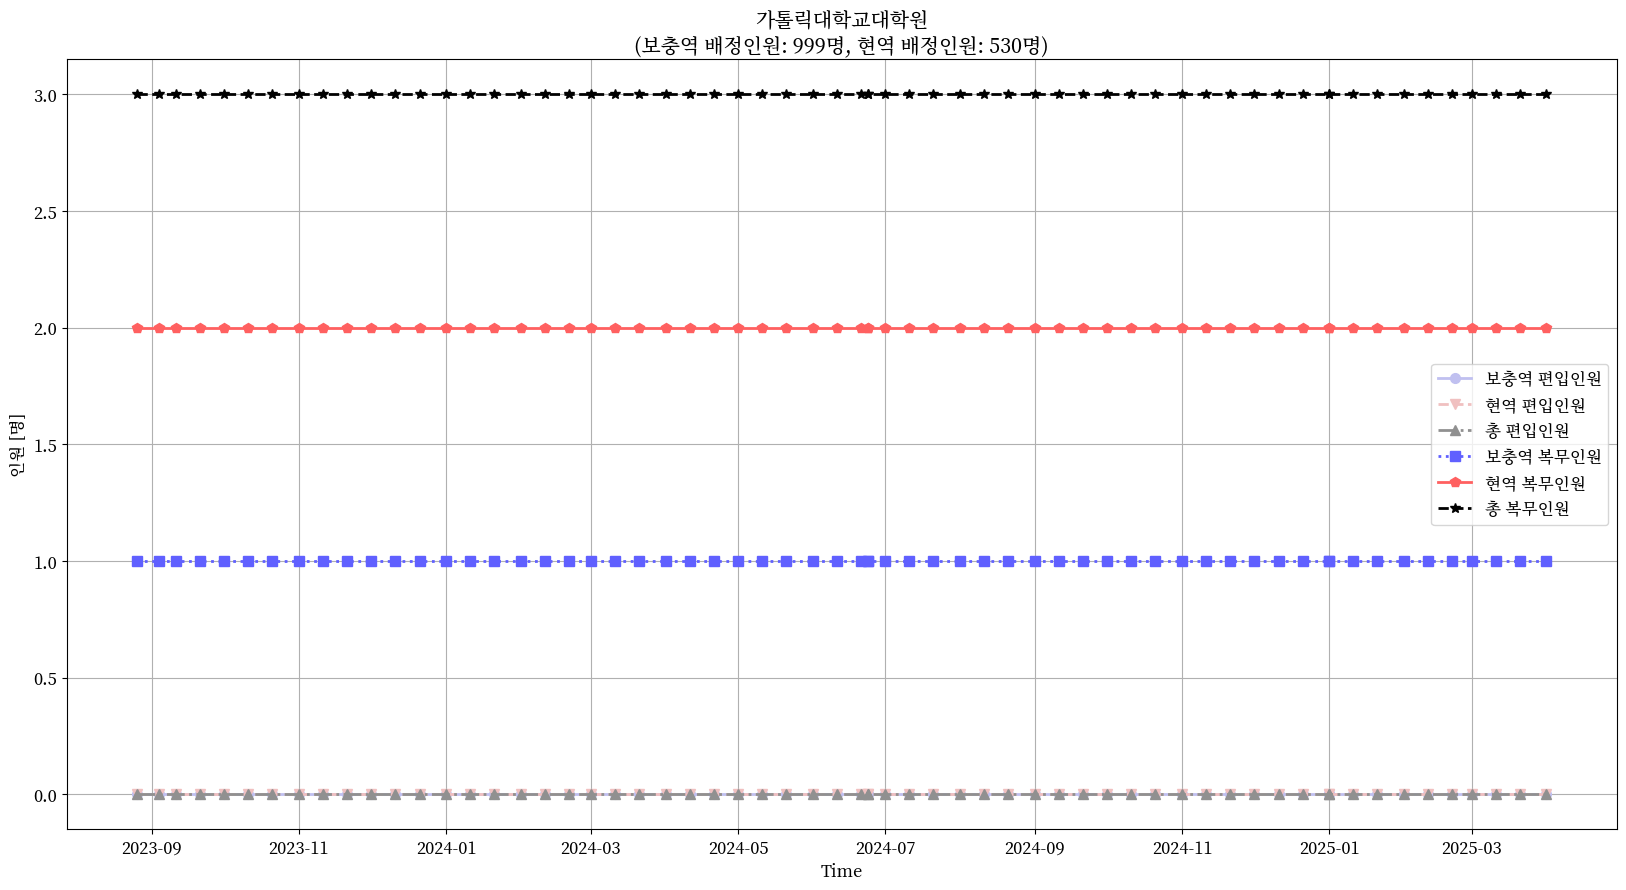 가톨릭대학교대학원
(보충역 배정인원: 999명, 현역 배정인원: 530명)
3.0
2.5
2.0
1.5
1.0
0.5
0.0
인원 [명]
보충역 편입인원
현역 편입인원
총 편입인원
보충역 복무인원
현역 복무인원
총 복무인원
2023-09 2023-11 2024-01 2024-03 2024-05 2024-07 2024-09 2024-11 2025-01 2025-03
Time